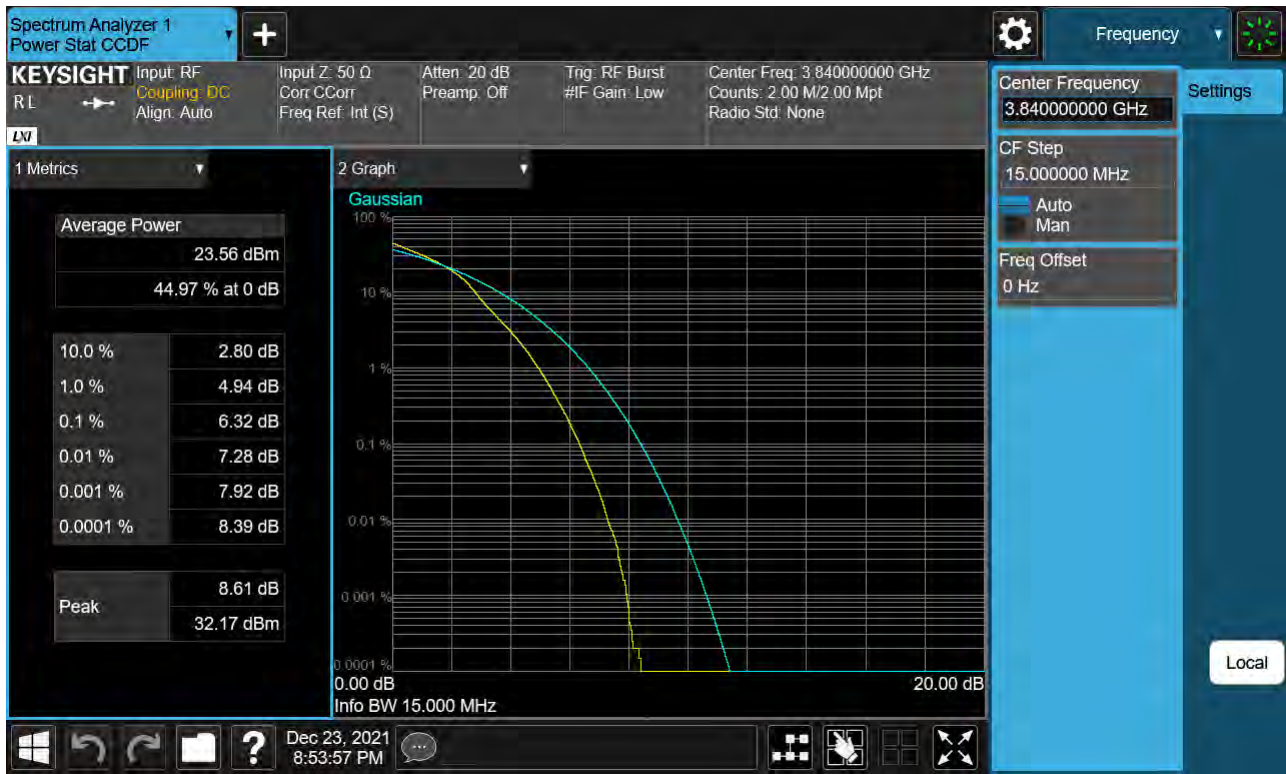 Spectrum Analyzer 1
Power Stat CCDF
+
Frequency
KEYSIGHT
RL
LXI
Input: RF
Coupling: DC
Align: Auto
Input Z: 50 Ω
Corr CCorr
Freq Ref: Int (S)
Atten: 20 dB
Preamp: Off
Trig: RF Burst
#IF Gain: Low
Center Freq: 3.840000000 GHz
Counts: 2.00 M/2.00 Mpt
Radio Std: None
Center Frequency
3.840000000 GHz
Settings
CF Step
15.000000 MHz
Auto
Man
Freq Offset
0 Hz
1 Metrics
Average Power
23.56 dBm
44.97 % at 0 dB
10.0 % 2.80 dB
1.0 % 4.94 dB
0.1 % 6.32 dB
0.01 % 7.28 dB
0.001 % 7.92 dB
0.0001 % 8.39 dB
Peak 8.61 dB
32.17 dBm
2 Graph
Gaussian
100 %
10 %
1 %
0.1 %
0.01 %
0.001 %
0.0001 %
0.00 dB 20.00 dB
Info BW 15.000 MHz
Local
?
Dec 23, 2021
8:53:57 PM